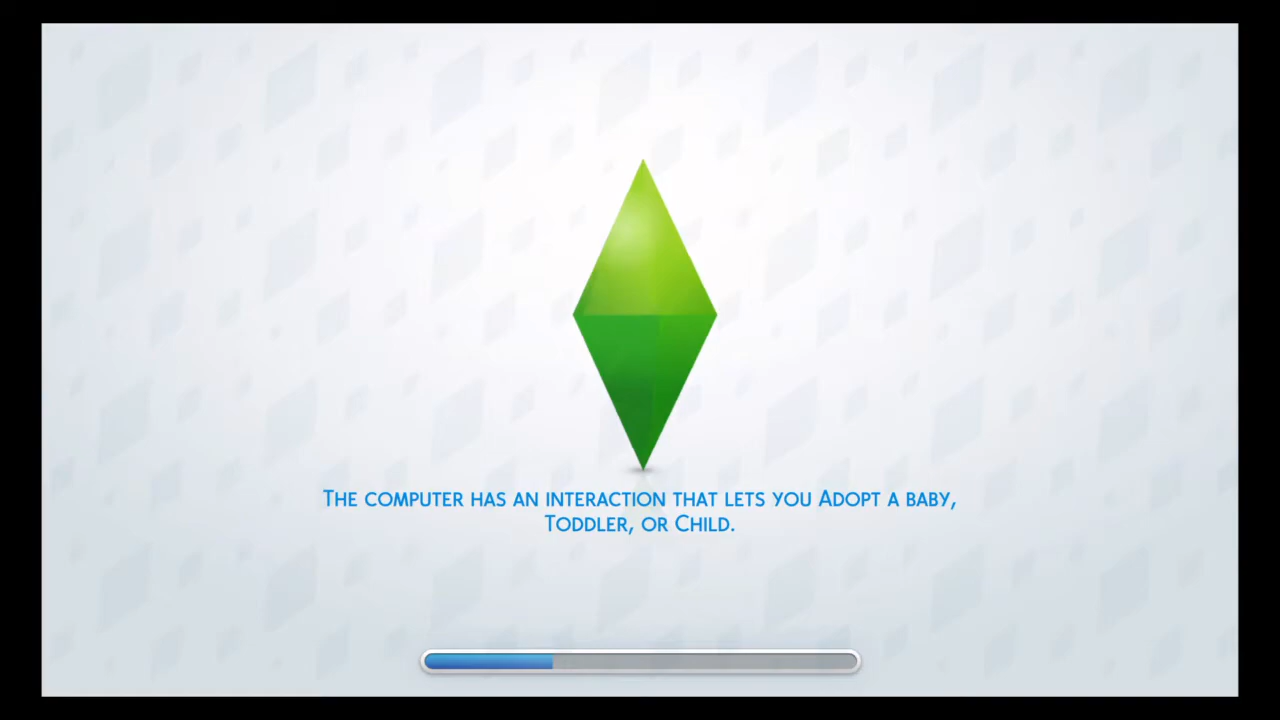 The computer has an interaction that lets you Adopt a baby,
Toddler, or Child.